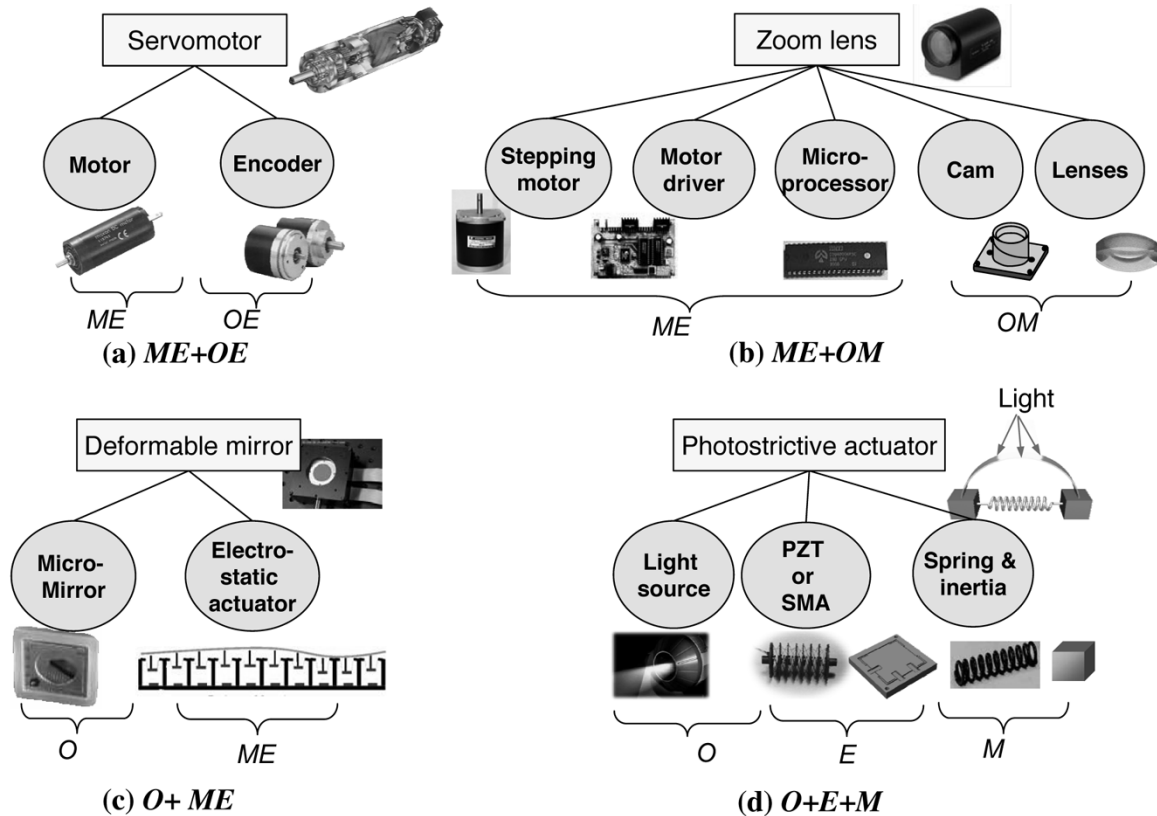 Servomotor
Motor
Encoder
ME
OE
(a) ME+OE
Zoom lens
Stepping
motor
Motor
driver
Micro-
processor
Cam
Lenses
ME
OM
(b) ME+OM
Deformable mirror
Micro-
Mirror
Electro-
static
actuator
O
ME
(c) O+ ME
Light
Photostrictive actuator
Light
source
PZT
or
SMA
Spring &
inertia
O
E
M
(d) O+E+M